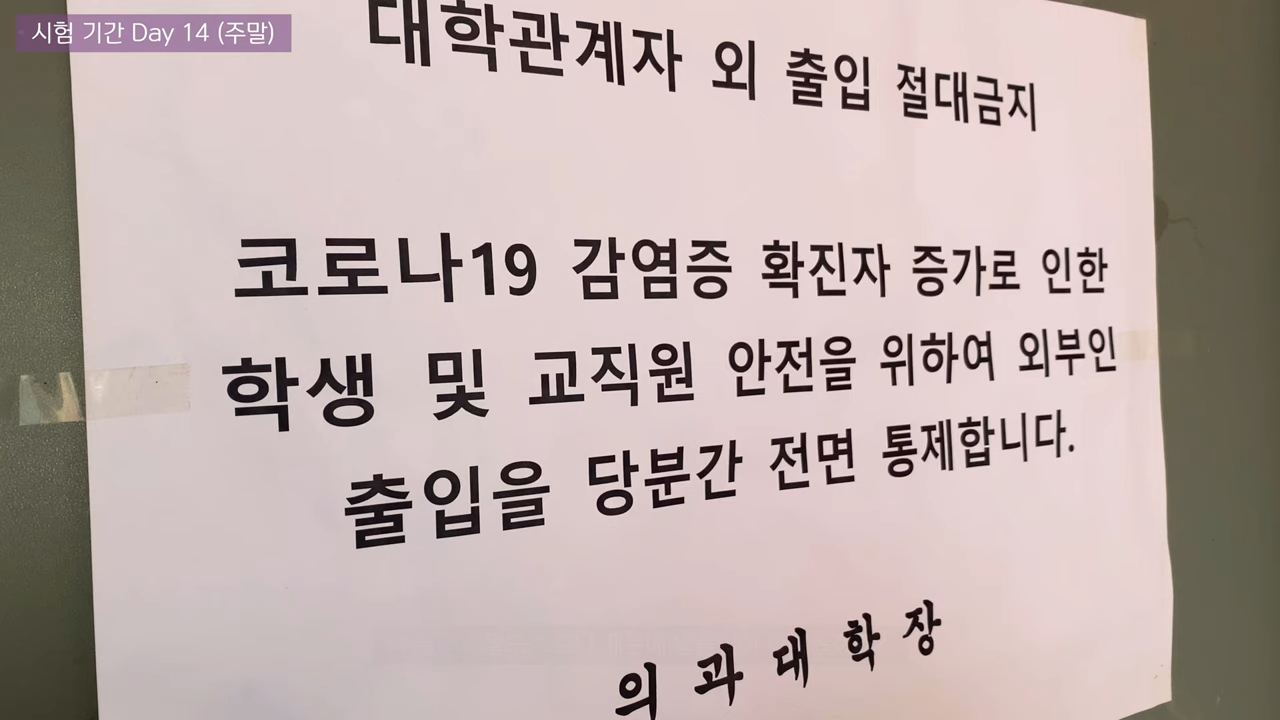 시험 기간 Day 14 (주말)
대학관계자 외 출입 절대금지
코로나19 감염증 확진자 증가로 인한
학생 및 교직원 안전을 위하여 외부인
출입을 당분간 전면 통제합니다.
의과대학장